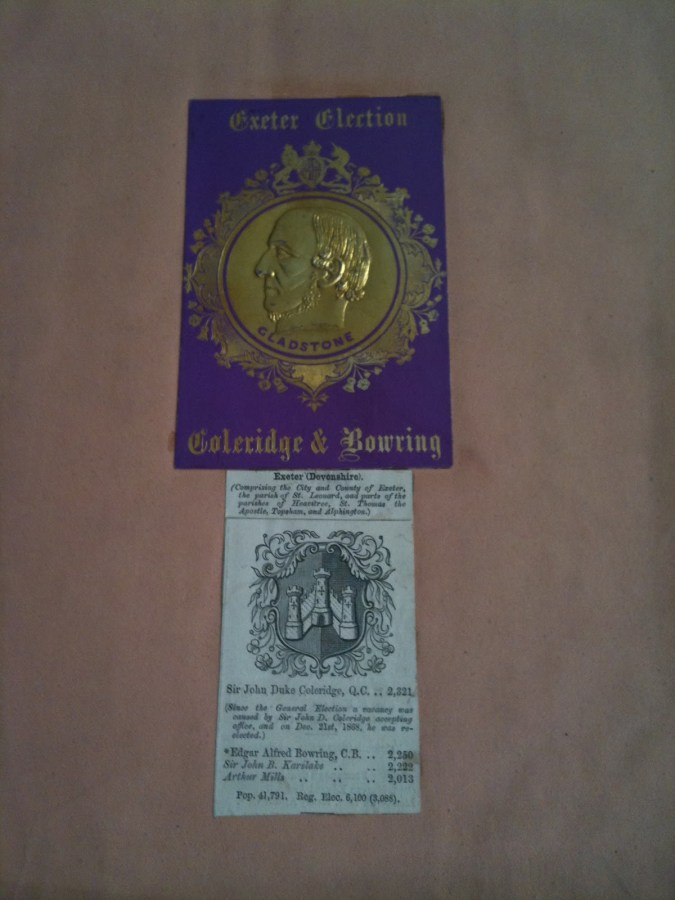 Exeter Election
GLADSTONE
Coleridge & Bowring
Exeter (Devonshire).
(Comprising the City and County of Exeter,
the parish of St. Leonard, and parts of the
parishes of Heavitree, St. Thomas the
Apostle, Topsham, and Alphington.)
Sir John Duke Coleridge, Q.C. .. 2,321
(Since the General Election a vacancy was
caused by Sir John D. Coleridge accepting
office, and on Dec. 21st, 1868, he was re-
elected.)
*Edgar Alfred Bowring, C.B. .. 2,250
Sir John B. Karslake .. .. 2,222
Arthur Mills .. .. .. 2,013
Pop. 41,791. Reg. Elec. 6,100 (3,088).